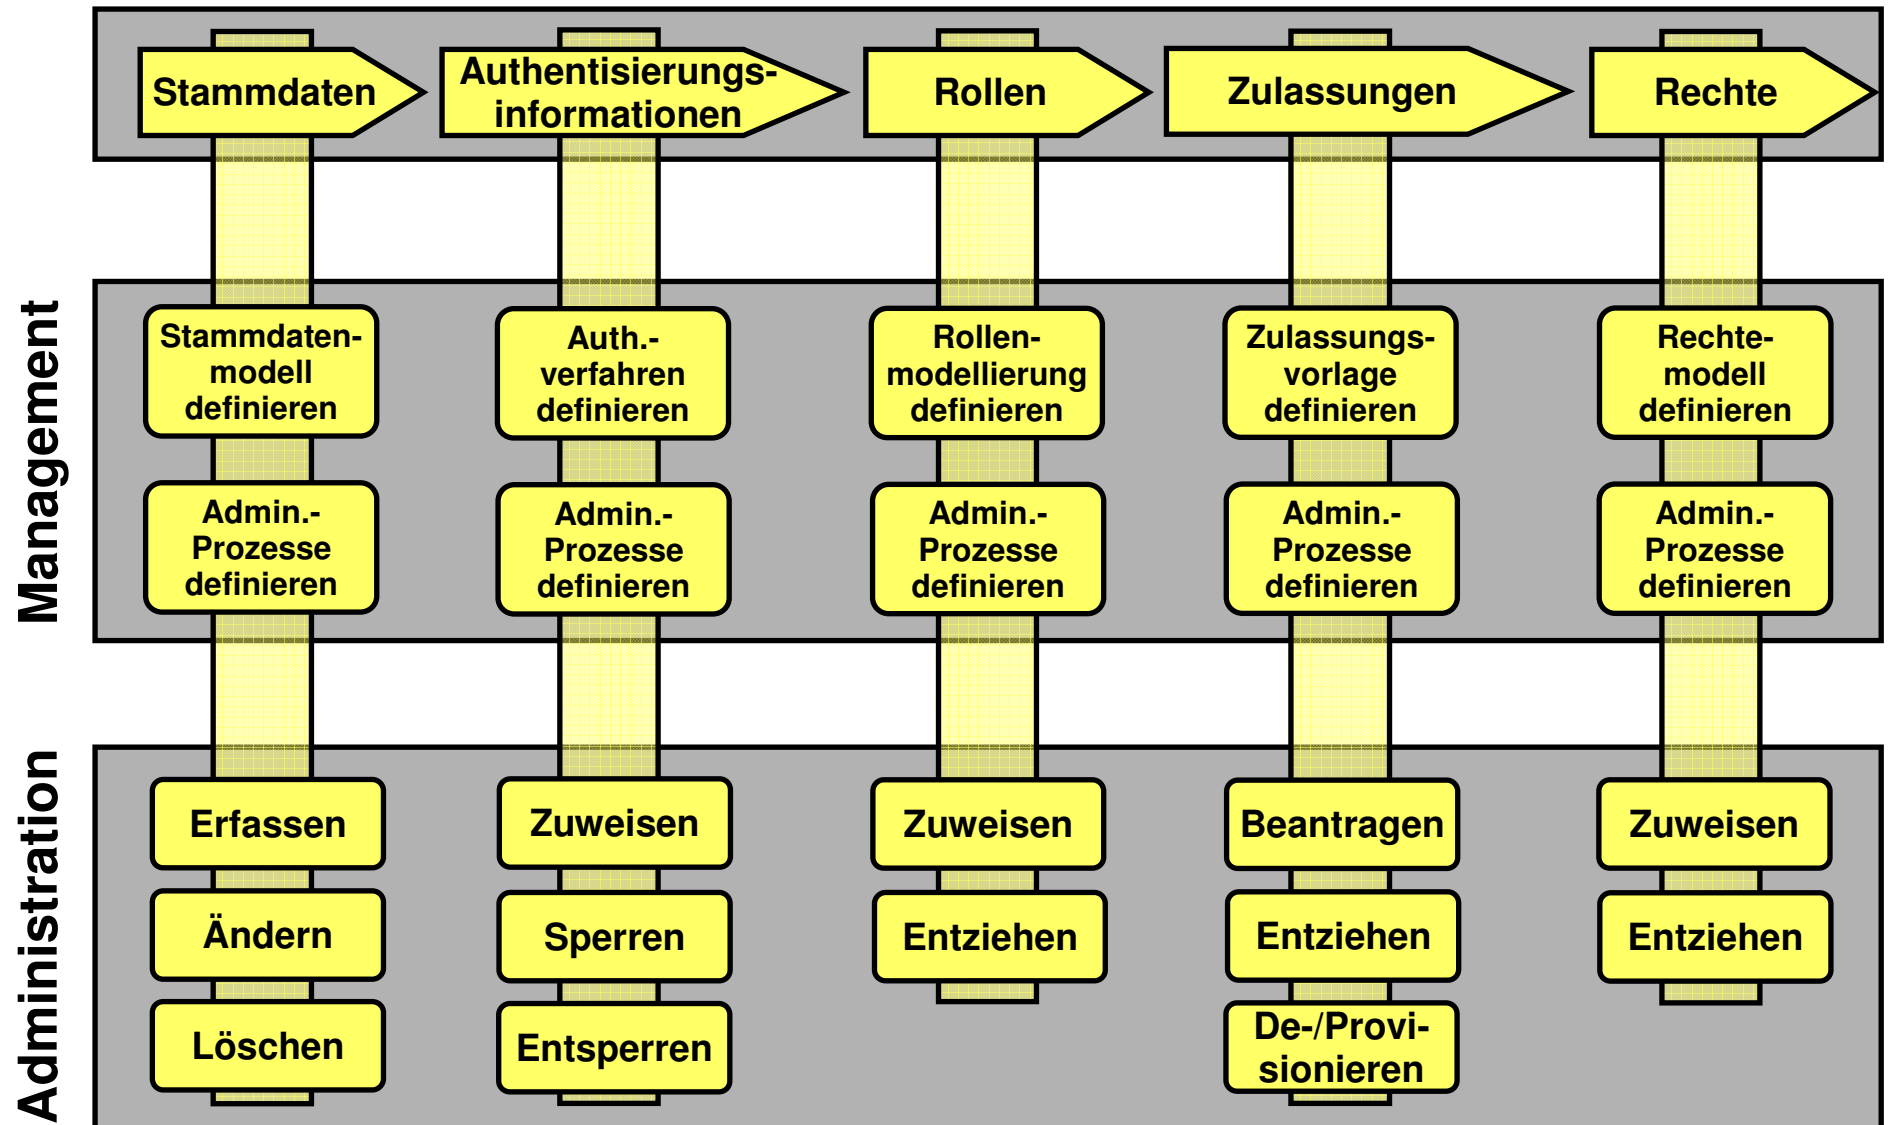 Stammdaten
Authentisierungs-
informationen
Rollen
Zulassungen
Rechte
Management
Stammdaten-
modell
definieren
Auth.-
verfahren
definieren
Rollen-
modellierung
definieren
Zulassungs-
vorlage
definieren
Rechte-
modell
definieren
Admin.-
Prozesse
definieren
Admin.-
Prozesse
definieren
Admin.-
Prozesse
definieren
Admin.-
Prozesse
definieren
Admin.-
Prozesse
definieren
Administration
Erfassen
Zuweisen
Zuweisen
Beantragen
Zuweisen
Ändern
Sperren
Entziehen
Entziehen
Entziehen
Löschen
Entsperren
De-/Provi-
sionieren